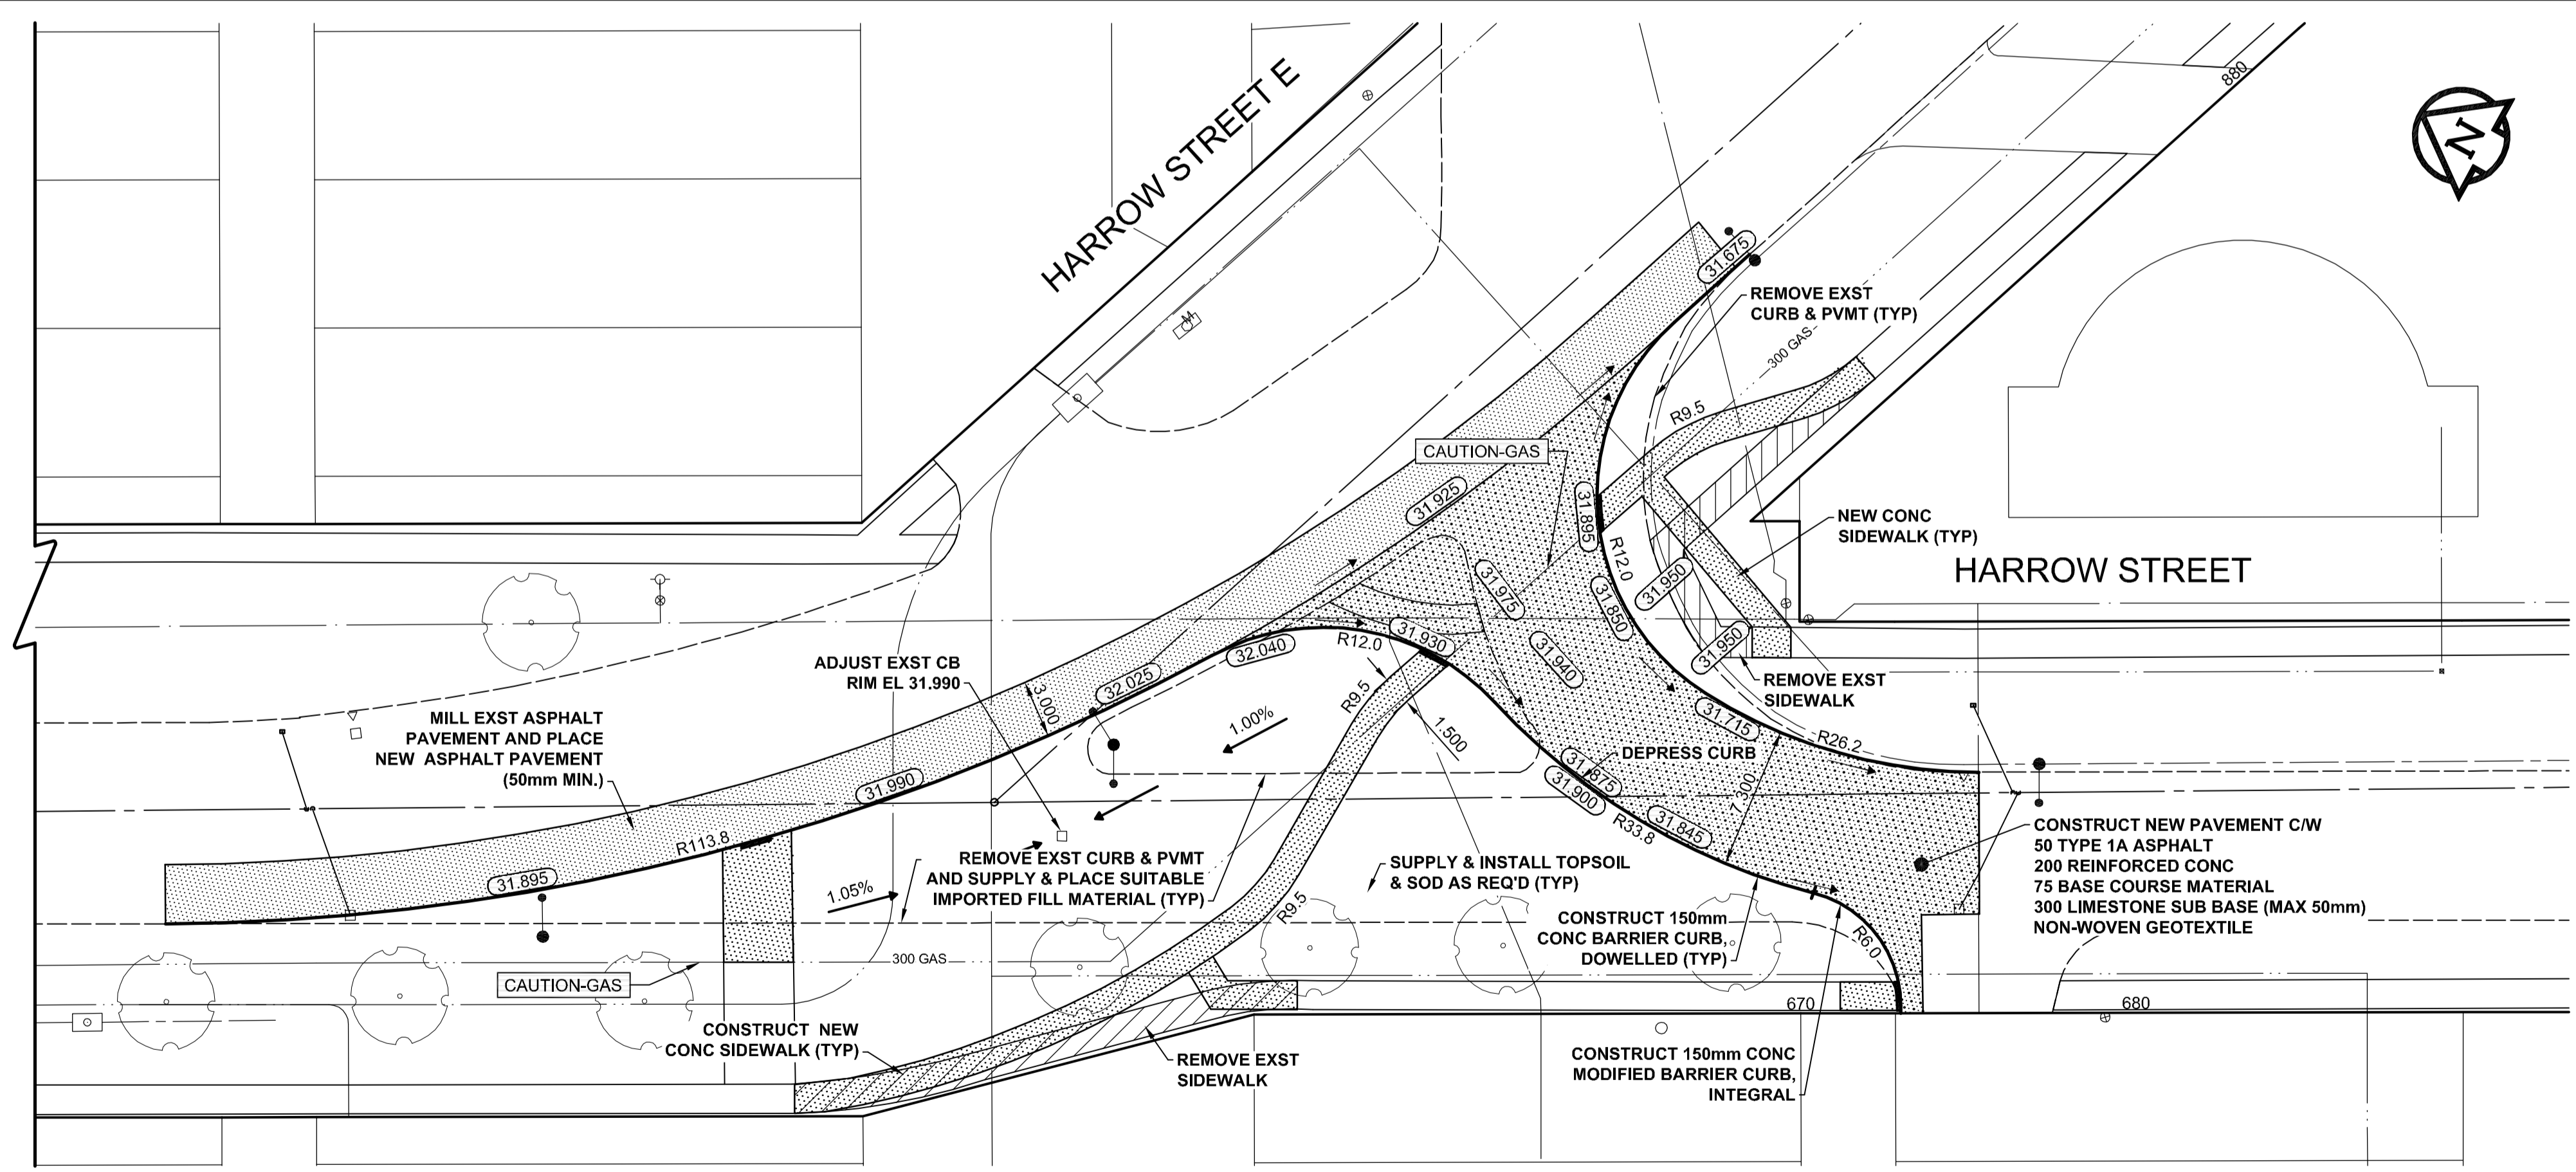 HARROW STREET E
880
N
M
31.675
REMOVE EXST
CURB & PVMT (TYP)
300 GAS
R9.5
CAUTION-GAS
31.925
31.895
NEW CONC
SIDEWALK (TYP)
HARROW STREET
R12.0
31.950
31.975
31.850
31.930
R12.0
32.040
31.940
31.950
REMOVE EXST
SIDEWALK
ADJUST EXST CB
RIM EL 31.990
32.025
3.000
R9.5
1.00%
1.500
31.715
R26.2
MILL EXST ASPHALT
PAVEMENT AND PLACE
NEW ASPHALT PAVEMENT
(50mm MIN.)
31.990
DEPRESS CURB
31.875
31.900
7.300
R33.8
31.845
R113.8
31.895
CONSTRUCT NEW PAVEMENT C/W
50 TYPE 1A ASPHALT
200 REINFORCED CONC
75 BASE COURSE MATERIAL
300 LIMESTONE SUB BASE (MAX 50mm)
NON-WOVEN GEOTEXTILE
1.05%
REMOVE EXST CURB & PVMT
AND SUPPLY & PLACE SUITABLE
IMPORTED FILL MATERIAL (TYP)
SUPPLY & INSTALL TOPSOIL
& SOD AS REQ'D (TYP)
R9.5
CONSTRUCT 150mm
CONC BARRIER CURB,
DOWELLED (TYP)
R6.0
300 GAS
CAUTION-GAS
670
680
CONSTRUCT NEW
CONC SIDEWALK (TYP)
REMOVE EXST
SIDEWALK
CONSTRUCT 150mm CONC
MODIFIED BARRIER CURB,
INTEGRAL